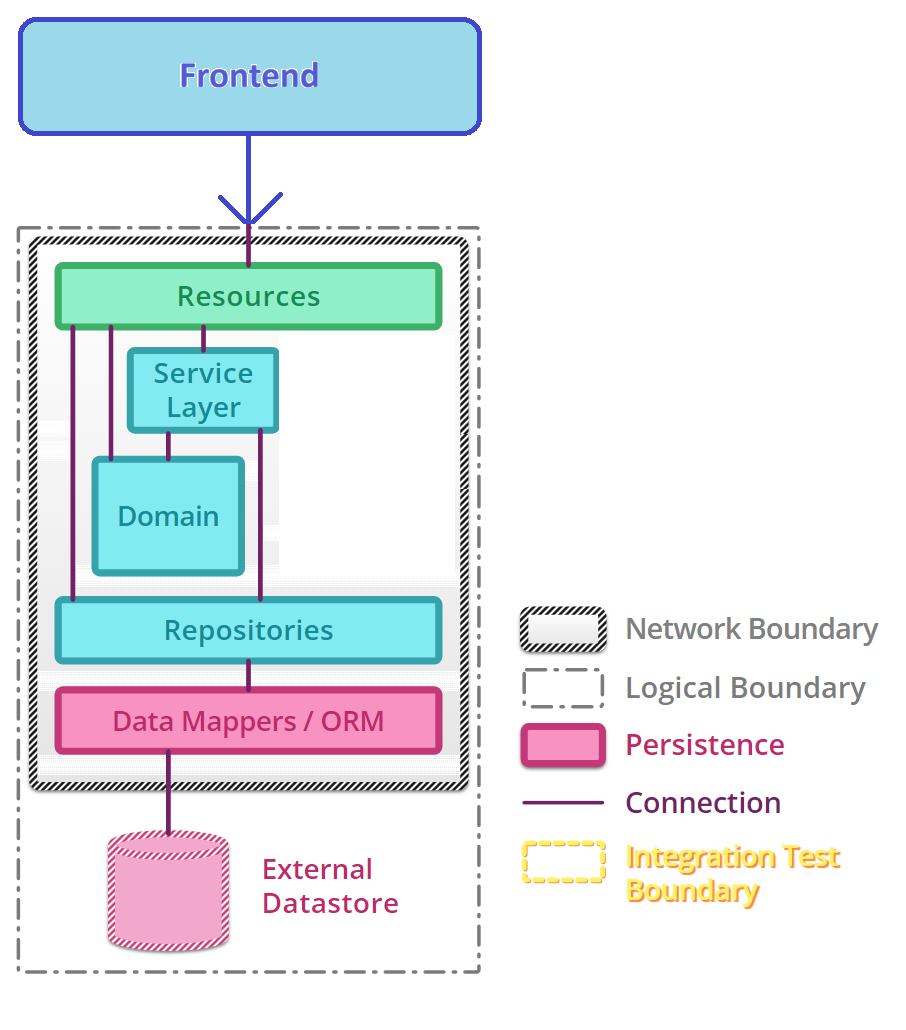 Frontend
Resources
Service
Layer
Domain
Repositories
Data Mappers / ORM
External
Datastore
Network Boundary
Logical Boundary
Persistence
Connection
Integration Test
Boundary